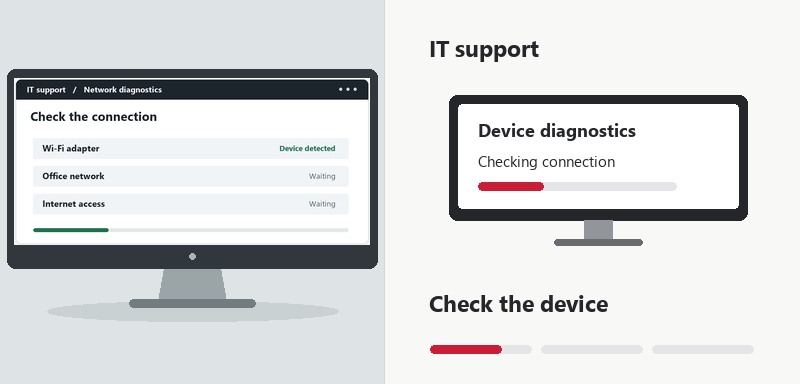 IT support / Network diagnostics
Check the connection
Wi-Fi adapter Device detected
Office network Waiting
Internet access Waiting
IT support
Device diagnostics
Checking connection
Check the device